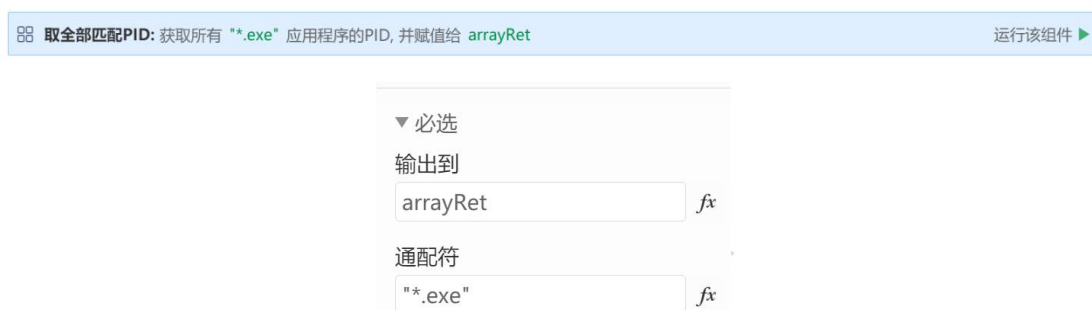 取全部匹配PID: 获取所有 "*.exe" 应用程序的PID, 并赋值给 arrayRet 运行该组件
必选
输出到
arrayRet fx
通配符
"*.exe" fx